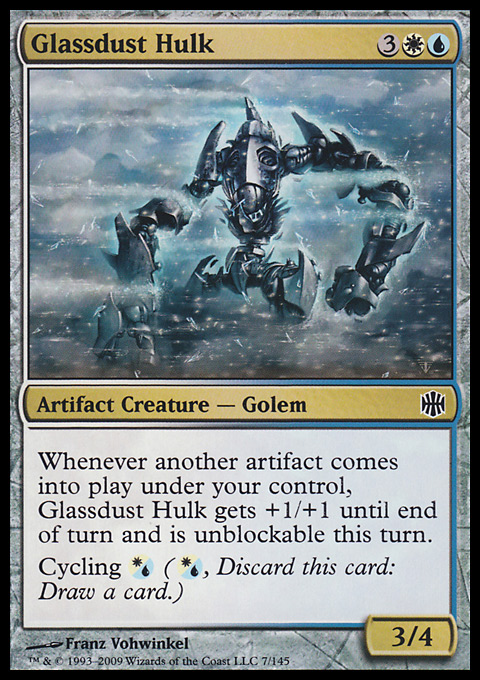 Glassdust Hulk 3
Artifact Creature — Golem
Whenever another artifact comes
into play under your control,
Glassdust Hulk gets +1/+1 until end
of turn and is unblockable this turn.
Cycling ( , Discard this card:
Draw a card.)
Franz Vohwinkel
3/4
™ & © 1993–2009 Wizards of the Coast LLC 7/145